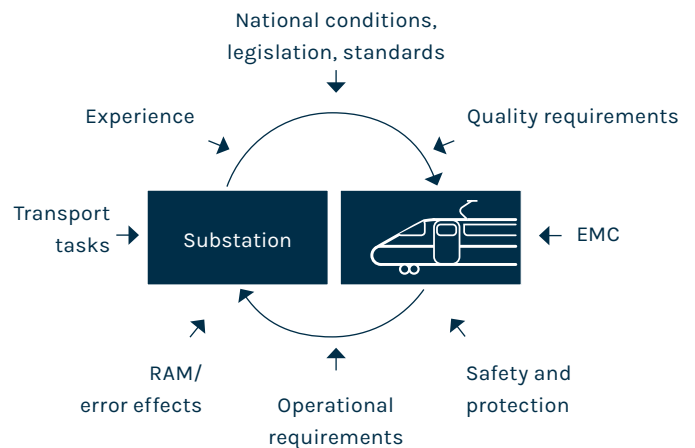 National conditions,
legislation, standards
Experience
Quality requirements
Transport
tasks
Substation
EMC
RAM/
error effects
Operational
requirements
Safety and
protection